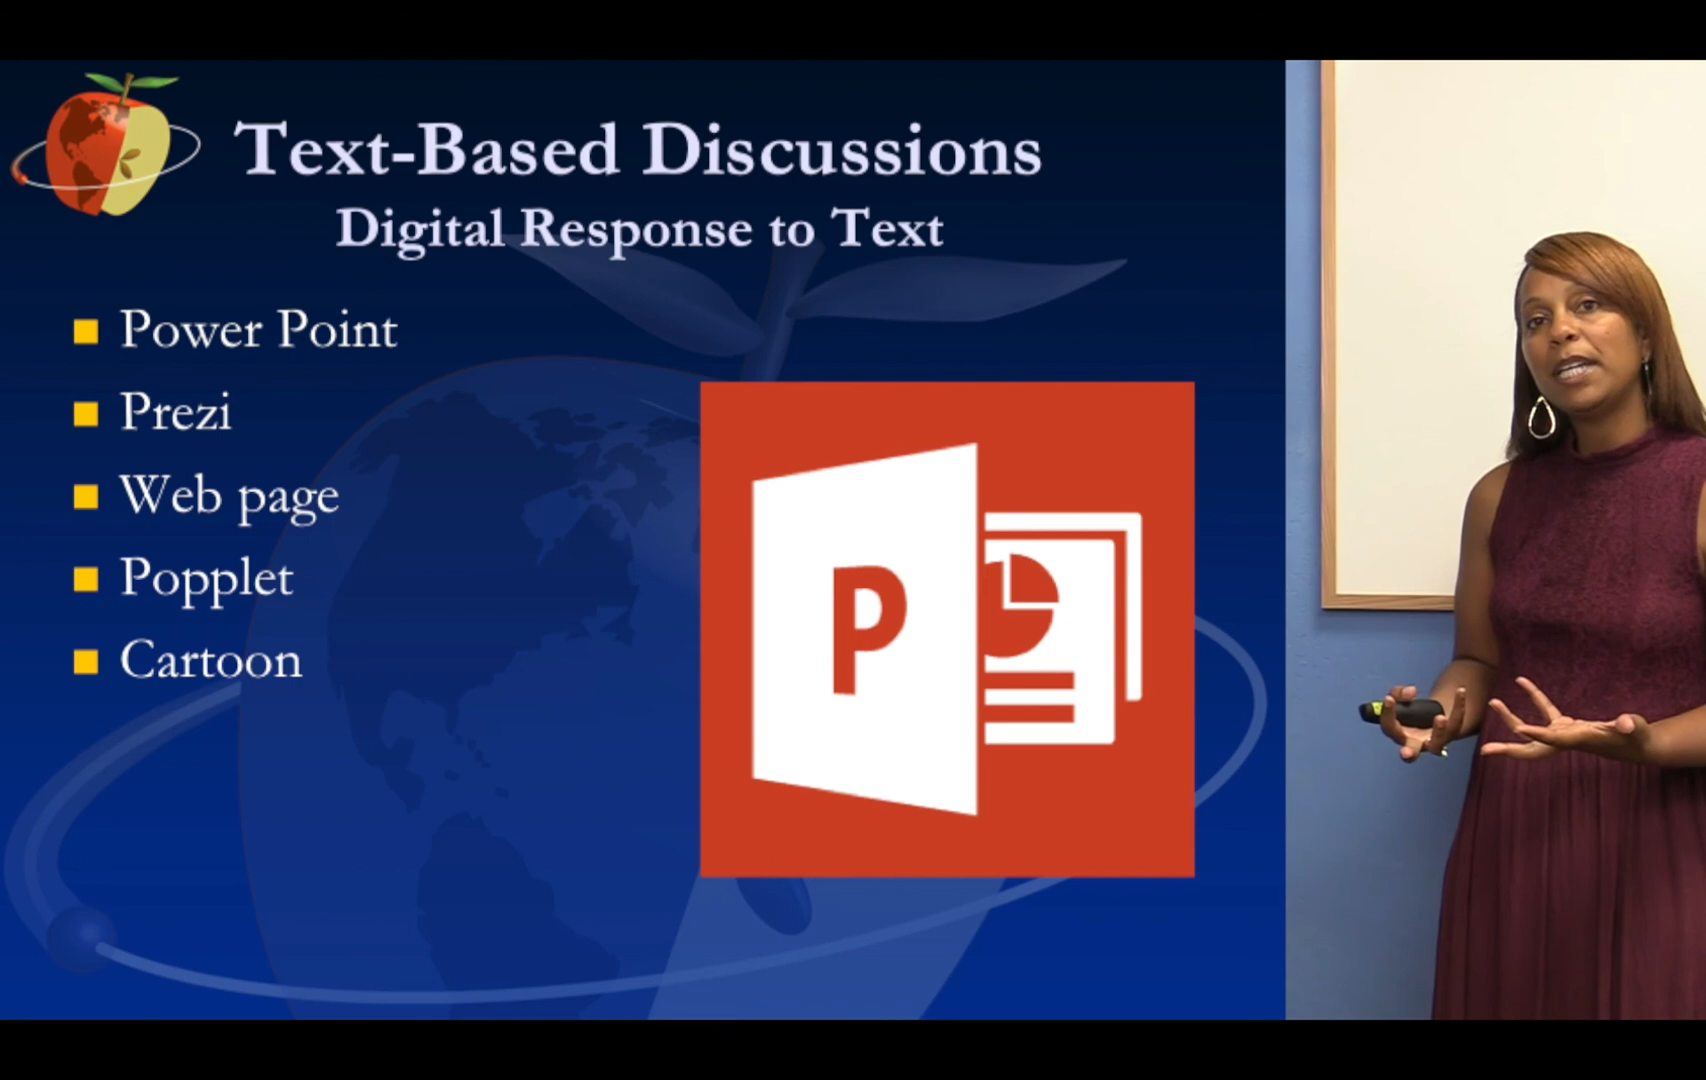 Text-Based Discussions
Digital Response to Text
Power Point
Prezi
Web page
Popplet
Cartoon
P